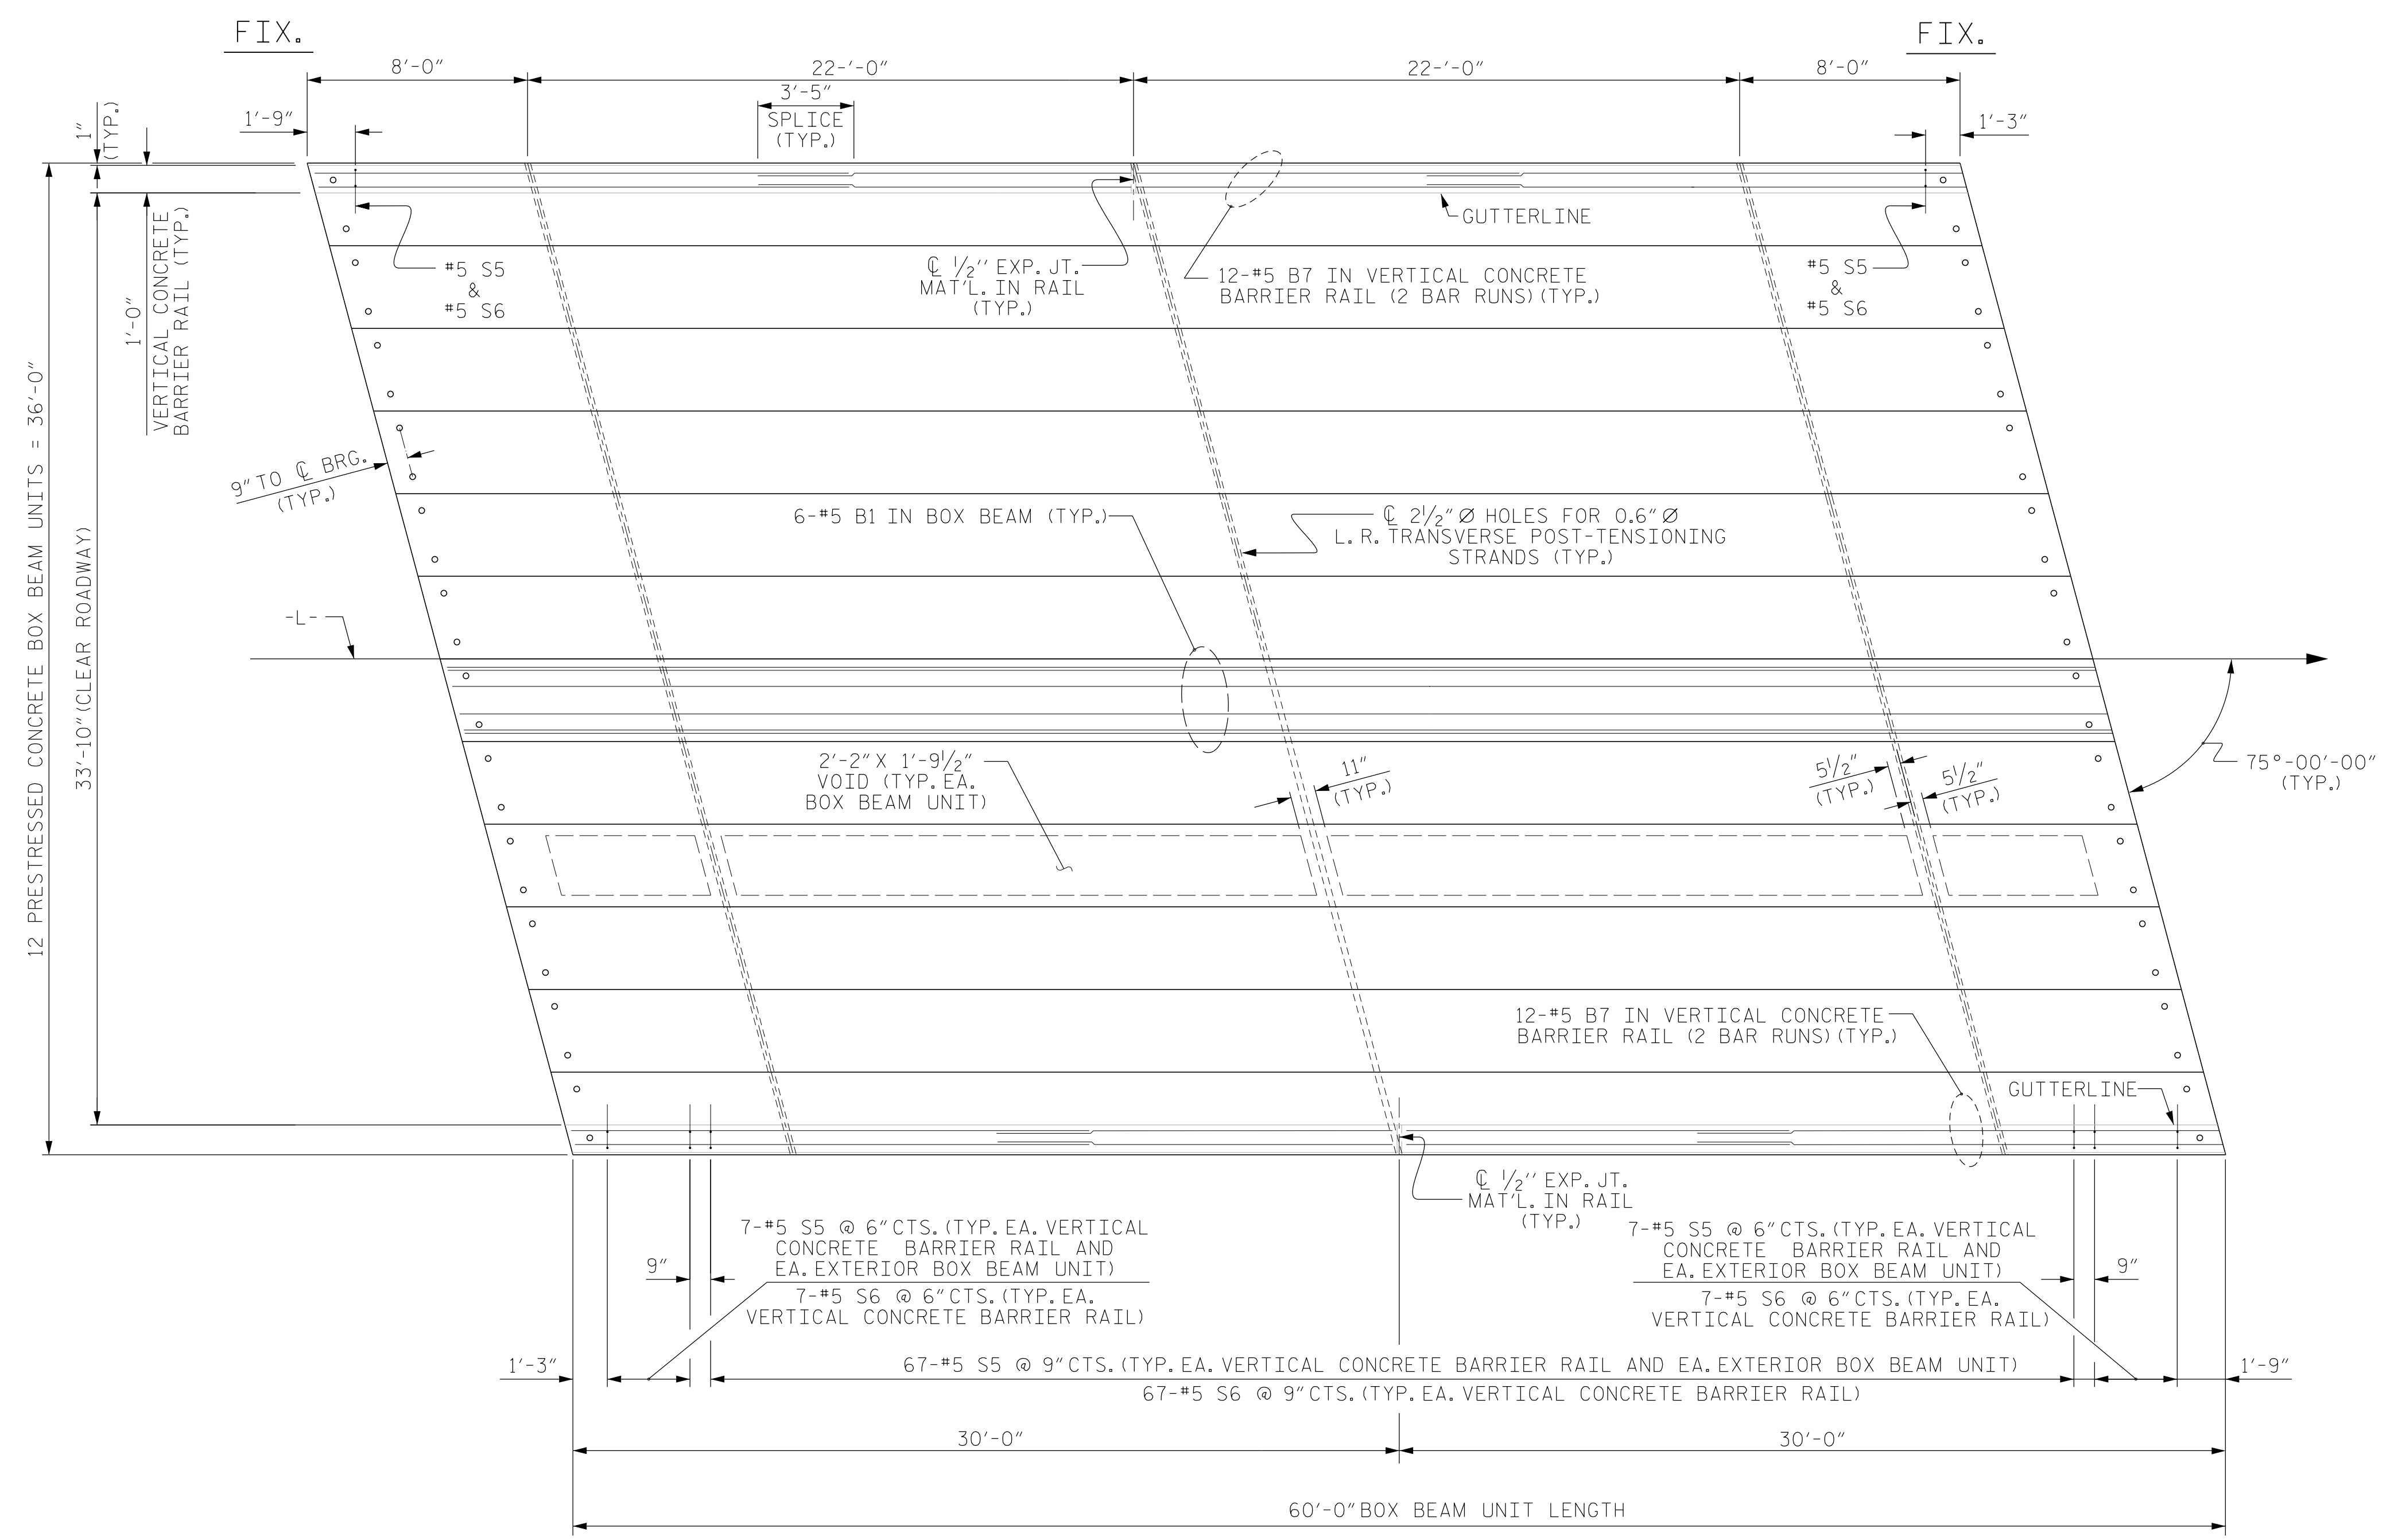 FIX.
FIX.
8'-0"
22-'-0"
22-'-0"
8'-0"
3'-5"
SPLICE
(TYP.)
1"
(TYP.)
1'-9"
1'-3"
1'-0"
VERTICAL CONCRETE
BARRIER RAIL (TYP.)
GUTTERLINE
#5 S5
&
#5 S6
℄ 1/2'' EXP. JT.
MAT'L. IN RAIL
(TYP.)
12-#5 B7 IN VERTICAL CONCRETE
BARRIER RAIL (2 BAR RUNS) (TYP.)
#5 S5
&
#5 S6
12 PRESTRESSED CONCRETE BOX BEAM UNITS = 36'-0"
33'-10" (CLEAR ROADWAY)
9" TO ℄ BRG.
(TYP.)
6-#5 B1 IN BOX BEAM (TYP.)
℄ 2 1/2" Ø HOLES FOR 0.6" Ø
L. R. TRANSVERSE POST-TENSIONING
STRANDS (TYP.)
-L-
2'-2" X 1'-9 1/2"
VOID (TYP. EA.
BOX BEAM UNIT)
11"
(TYP.)
5 1/2"
(TYP.)
5 1/2"
(TYP.)
75°-00'-00"
(TYP.)
12-#5 B7 IN VERTICAL CONCRETE
BARRIER RAIL (2 BAR RUNS) (TYP.)
GUTTERLINE
℄ 1/2'' EXP. JT.
MAT'L. IN RAIL
(TYP.)
7-#5 S5 @ 6" CTS. (TYP. EA. VERTICAL
CONCRETE BARRIER RAIL AND
EA. EXTERIOR BOX BEAM UNIT)
7-#5 S6 @ 6" CTS. (TYP. EA.
VERTICAL CONCRETE BARRIER RAIL)
9"
7-#5 S5 @ 6" CTS. (TYP. EA. VERTICAL
CONCRETE BARRIER RAIL AND
EA. EXTERIOR BOX BEAM UNIT)
7-#5 S6 @ 6" CTS. (TYP. EA.
VERTICAL CONCRETE BARRIER RAIL)
9"
1'-3"
67-#5 S5 @ 9" CTS. (TYP. EA. VERTICAL CONCRETE BARRIER RAIL AND EA. EXTERIOR BOX BEAM UNIT)
67-#5 S6 @ 9" CTS. (TYP. EA. VERTICAL CONCRETE BARRIER RAIL)
1'-9"
30'-0"
30'-0"
60'-0" BOX BEAM UNIT LENGTH